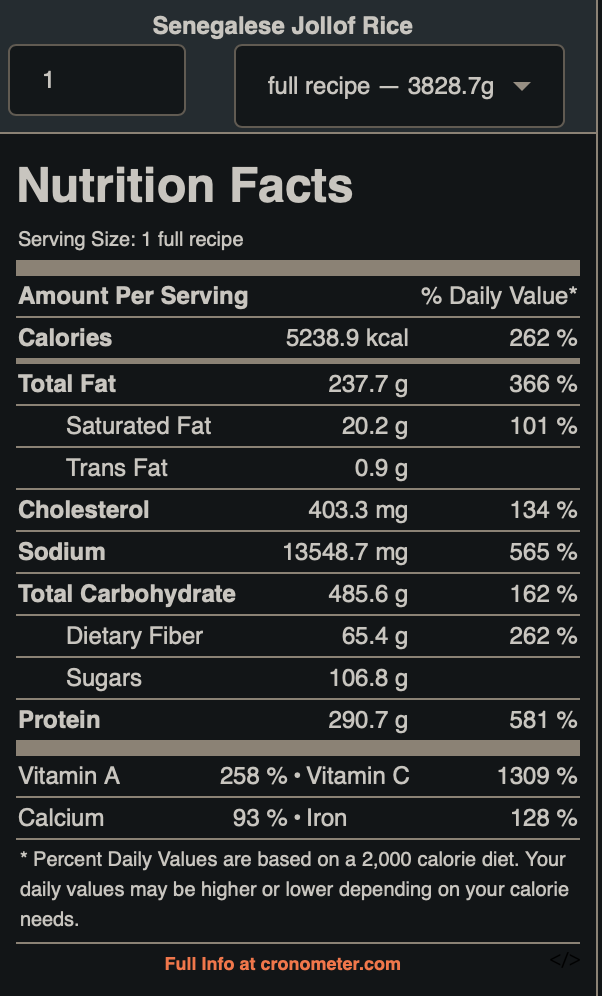 Senegalese Jollof Rice
1 full recipe — 3828.7g
Nutrition Facts
Serving Size: 1 full recipe
Amount Per Serving % Daily Value*
Calories 5238.9 kcal 262 %
Total Fat 237.7 g 366 %
Saturated Fat 20.2 g 101 %
Trans Fat 0.9 g
Cholesterol 403.3 mg 134 %
Sodium 13548.7 mg 565 %
Total Carbohydrate 485.6 g 162 %
Dietary Fiber 65.4 g 262 %
Sugars 106.8 g
Protein 290.7 g 581 %
Vitamin A 258 % • Vitamin C 1309 %
Calcium 93 % • Iron 128 %
* Percent Daily Values are based on a 2,000 calorie diet. Your
daily values may be higher or lower depending on your calorie
needs.
Full Info at cronometer.com </>